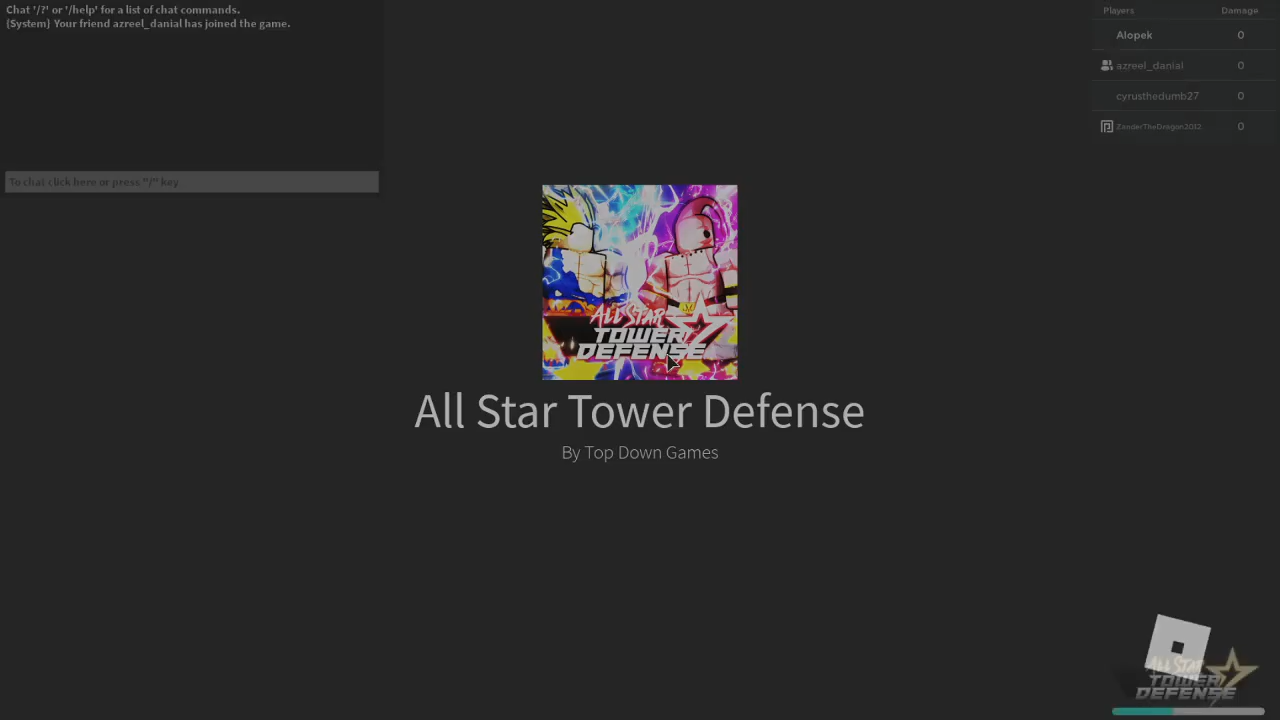 Chat '/?' or '/help' for a list of chat commands.
{System} Your friend azreel_danial has joined the game.
To chat click here or press "/" key
Players Damage
Alopek 0
azreel_danial 0
cyrusthedumb27 0
ZanderTheDragon2012 0
ALL STAR
TOWER
DEFENSE
All Star Tower Defense
By Top Down Games
ALL STAR
TOWER
DEFENSE